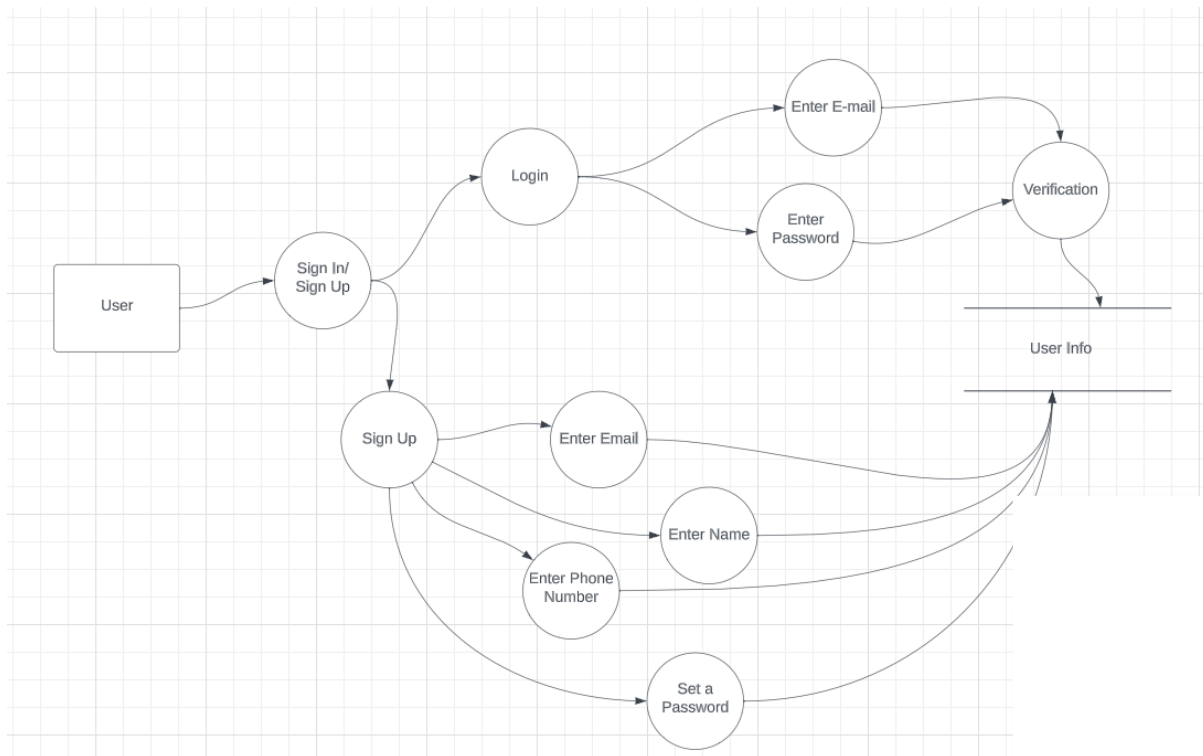 Enter E-mail
Login
Verification
Enter
Password
Sign In/
Sign Up
User
User Info
Sign Up
Enter Email
Enter Name
Enter Phone
Number
Set a
Password